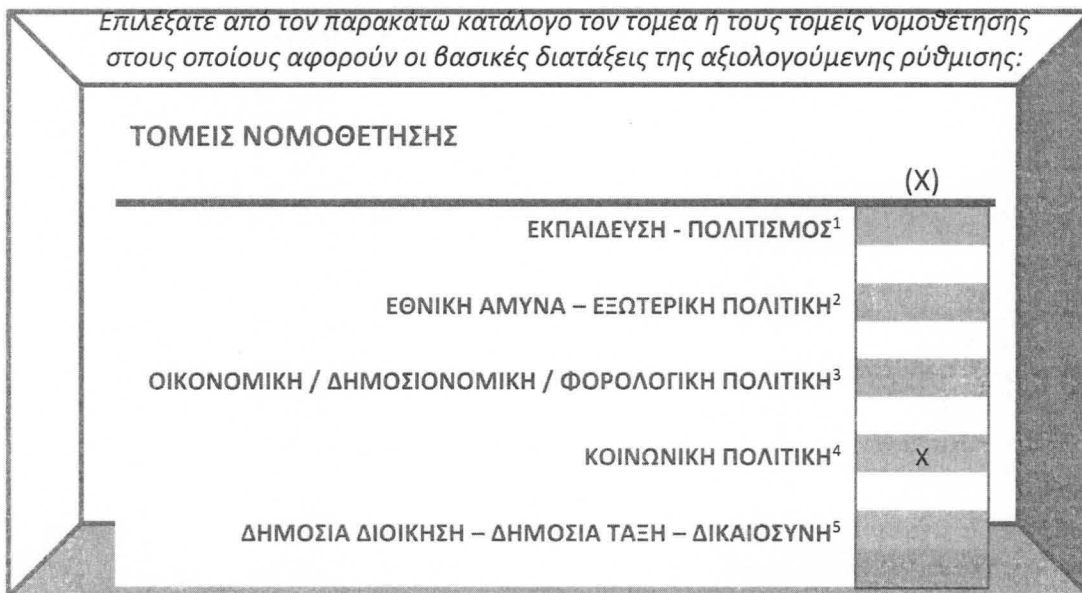 Επιλέξατε από τον παρακάτω κατάλογο τον τομέα ή τους τομείς νομοθέτησης
στους οποίους αφορούν οι βασικές διατάξεις της αξιολογούμενης ρύθμισης:
ΤΟΜΕΙΣ ΝΟΜΟΘΕΤΗΣΗΣ
(X)
ΕΚΠΑΙΔΕΥΣΗ - ΠΟΛΙΤΙΣΜΟΣ¹
ΕΘΝΙΚΗ ΑΜΥΝΑ – ΕΞΩΤΕΡΙΚΗ ΠΟΛΙΤΙΚΗ²
ΟΙΚΟΝΟΜΙΚΗ / ΔΗΜΟΣΙΟΝΟΜΙΚΗ / ΦΟΡΟΛΟΓΙΚΗ ΠΟΛΙΤΙΚΗ³
ΚΟΙΝΩΝΙΚΗ ΠΟΛΙΤΙΚΗ⁴ X
ΔΗΜΟΣΙΑ ΔΙΟΙΚΗΣΗ – ΔΗΜΟΣΙΑ ΤΑΞΗ – ΔΙΚΑΙΟΣΥΝΗ⁵